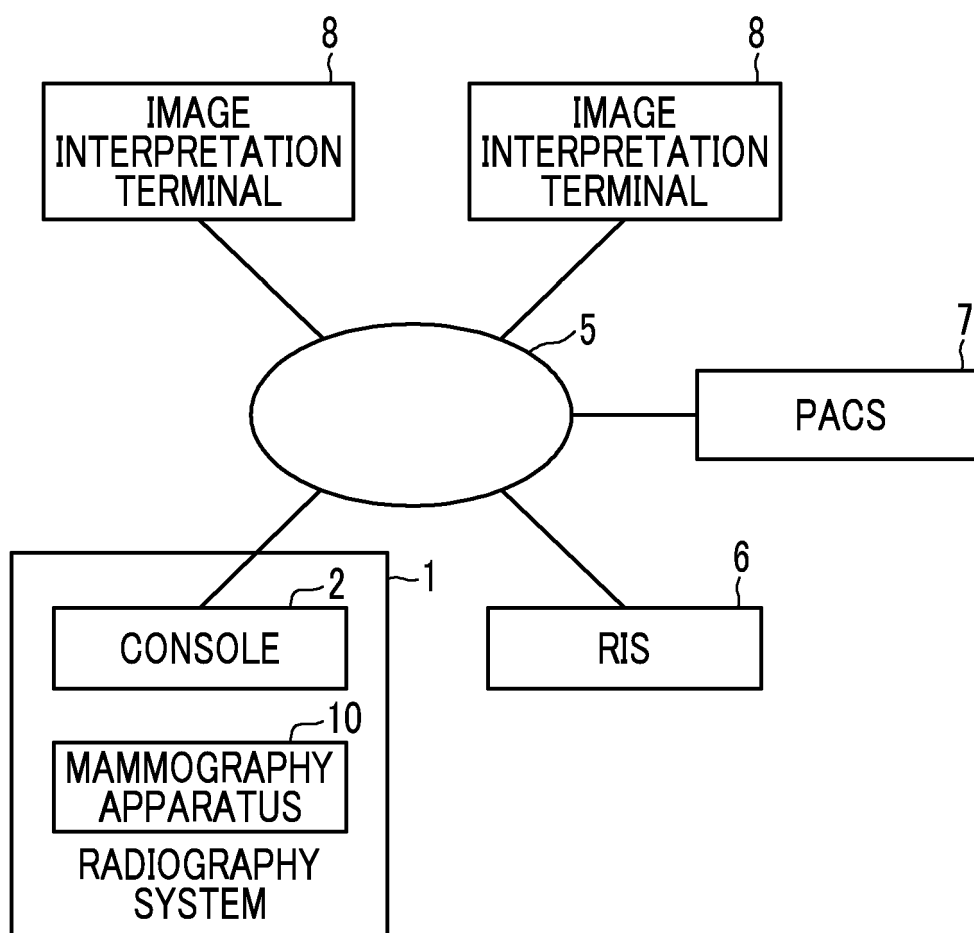 8
8
IMAGE
INTERPRETATION
TERMINAL
IMAGE
INTERPRETATION
TERMINAL
5
7
PACS
1
2
CONSOLE
6
RIS
10
MAMMOGRAPHY
APPARATUS
RADIOGRAPHY
SYSTEM